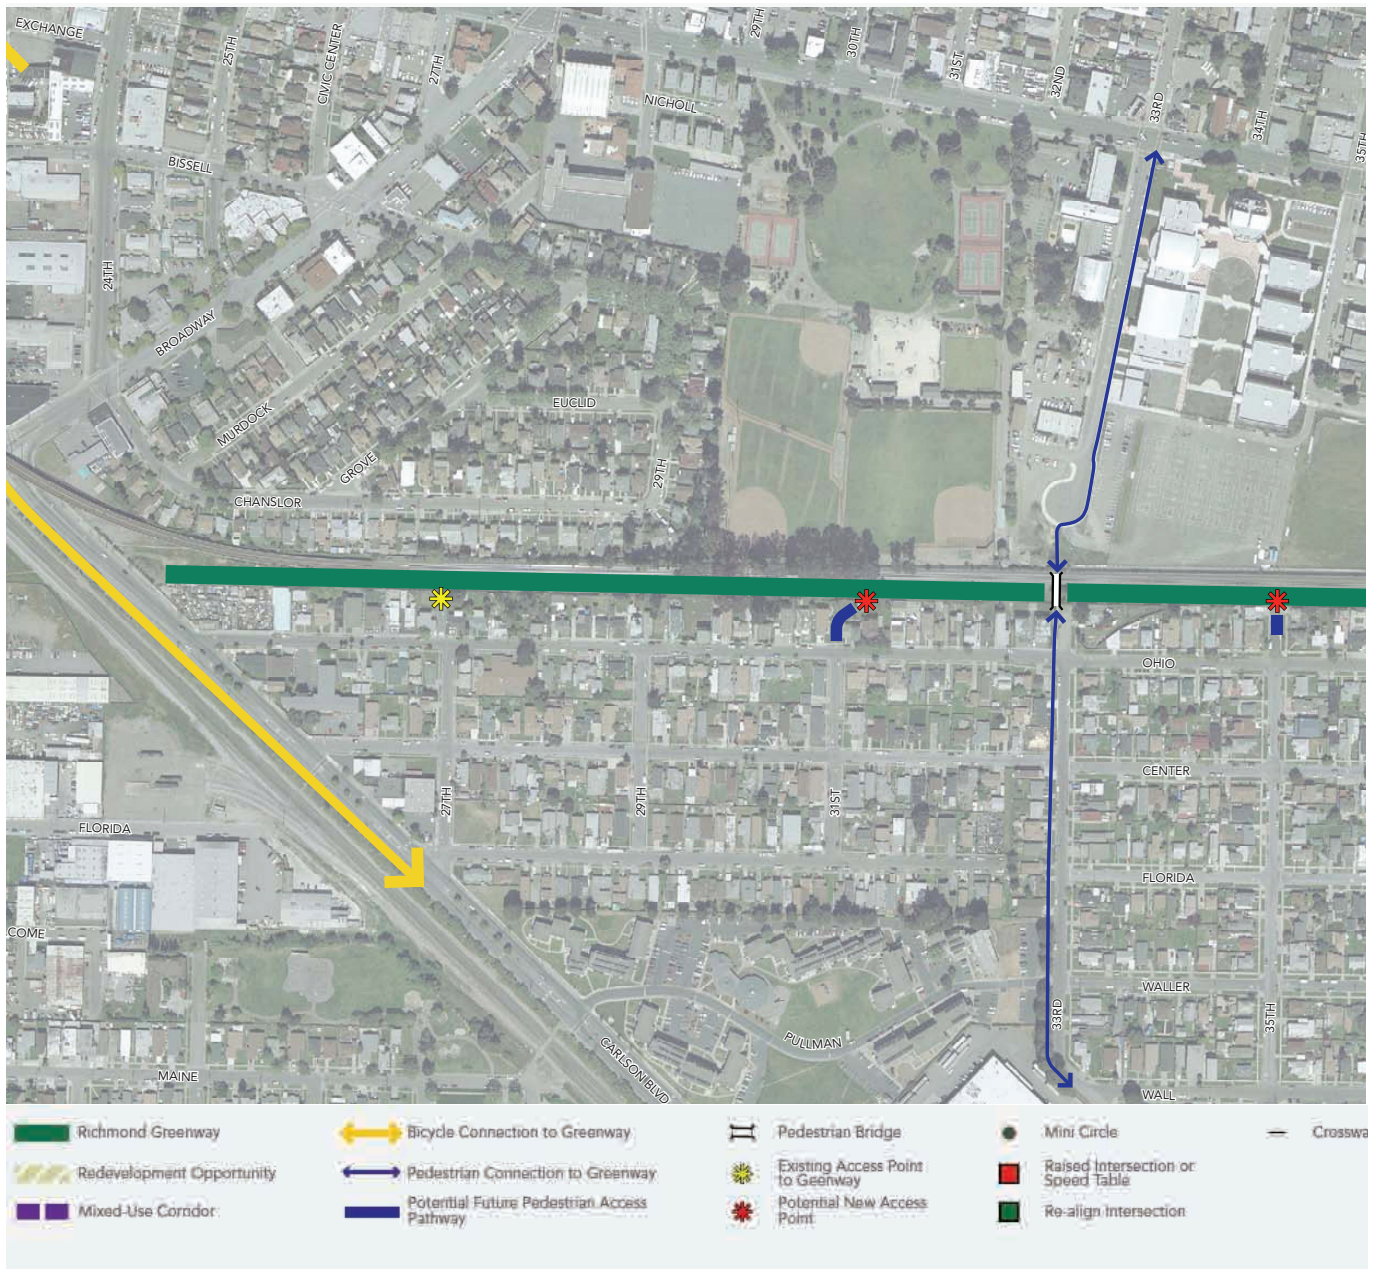 EXCHANGE
25TH
CIVIC CENTER
27TH
29TH
30TH
31ST
32ND
33RD
34TH
35TH
NICHOLL
BISSELL
24TH
BROADWAY
MURDOCK
GROVE
EUCLID
29TH
CHANSLOR
OHIO
CENTER
27TH
29TH
31ST
FLORIDA
FLORIDA
COME
WALLER
33RD
35TH
PULLMAN
CARLSON BLVD
MAINE
WALL
Richmond Greenway
Redevelopment Opportunity
Mixed-Use Corridor
Bicycle Connection to Greenway
Pedestrian Connection to Greenway
Potential Future Pedestrian Access
Pathway
Pedestrian Bridge
Existing Access Point
to Geenway
Potential New Access
Point
Mini Circle
Raised Intersection or
Speed Table
Re-align Intersection
Crosswa